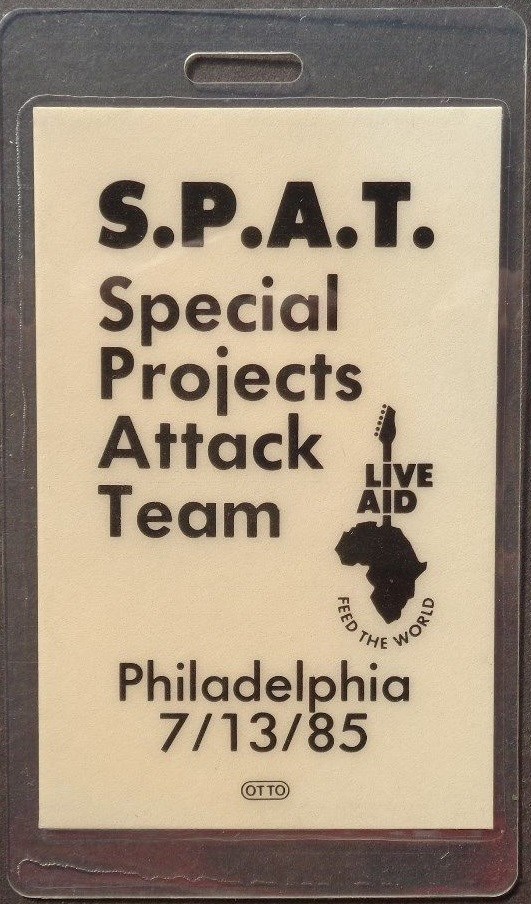 S.P.A.T.
Special
Projects
Attack
Team
LIVE
AID
FEED THE WORLD
Philadelphia
7/13/85
OTTO